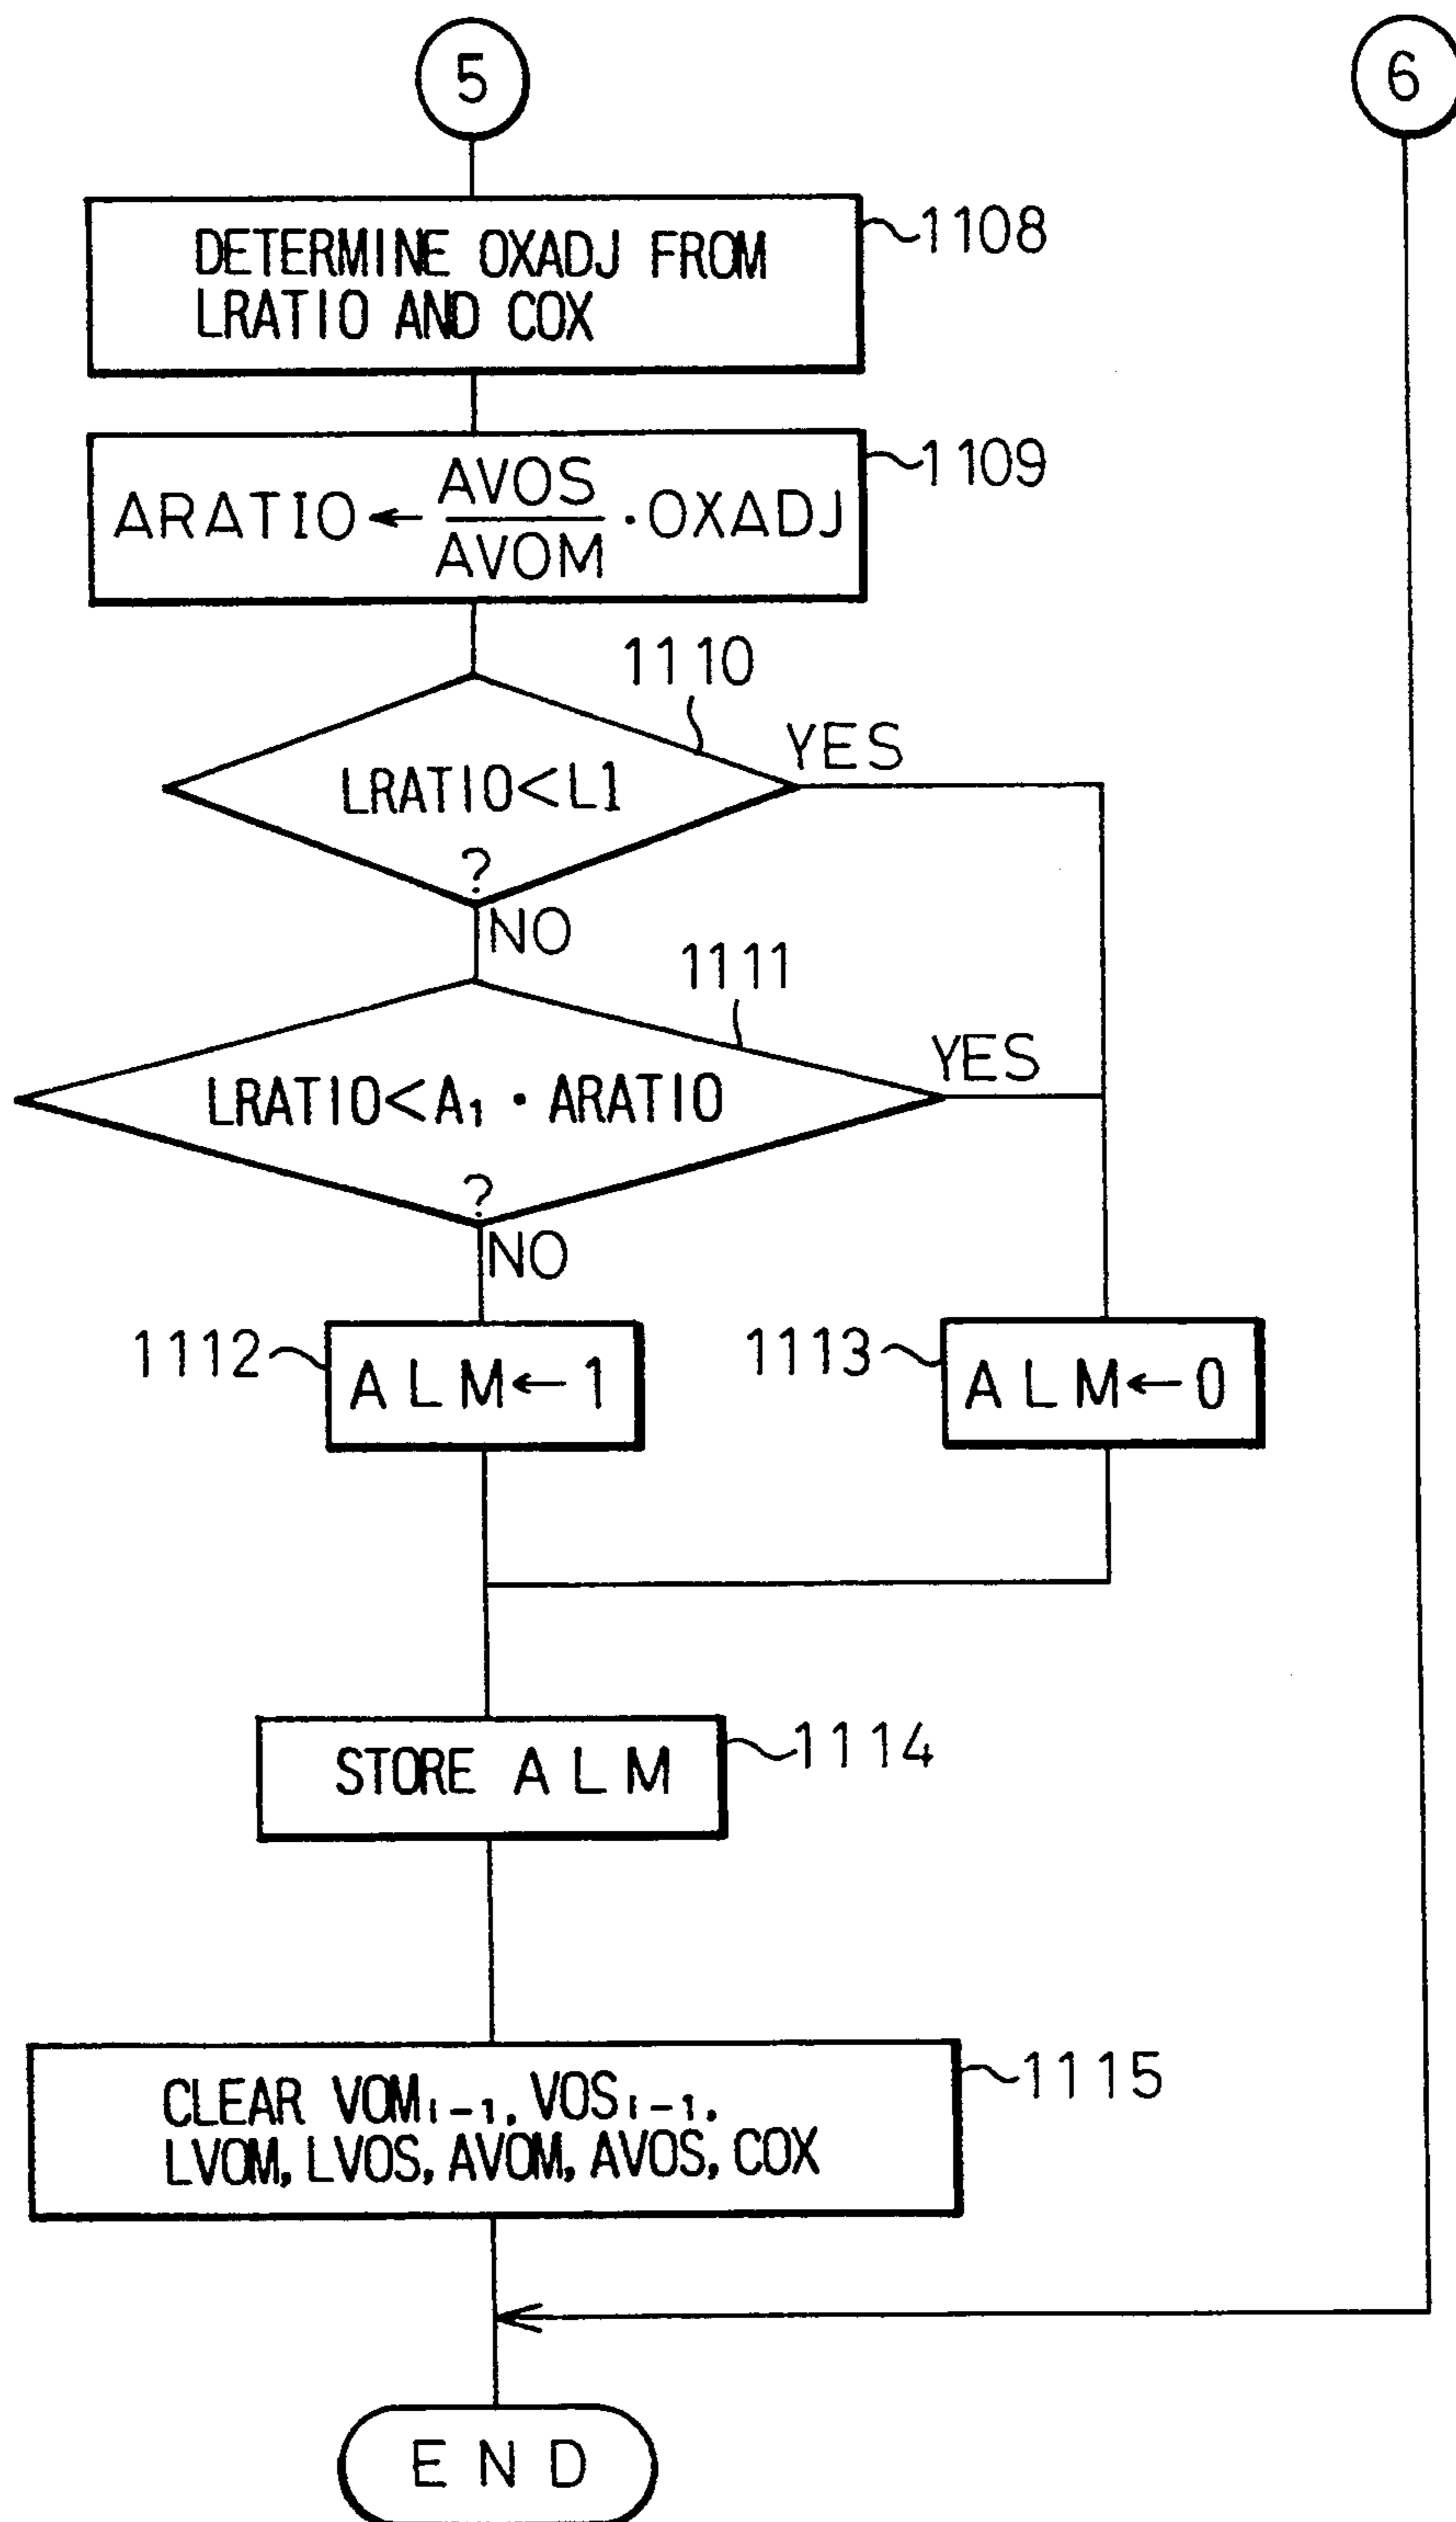 5
6
DETERMINE OXADJ FROM
LRATIO AND COX
1108
ARATIO ← AVOS / AVOM · OXADJ
1109
1110
LRATIO<L1
?
YES
NO
1111
LRATIO<A₁ · ARATIO
?
YES
NO
1112
ALM←1
1113
ALM←0
STORE ALM
1114
CLEAR VOMi-1, VOSi-1,
LVOM, LVOS, AVOM, AVOS, COX
1115
END